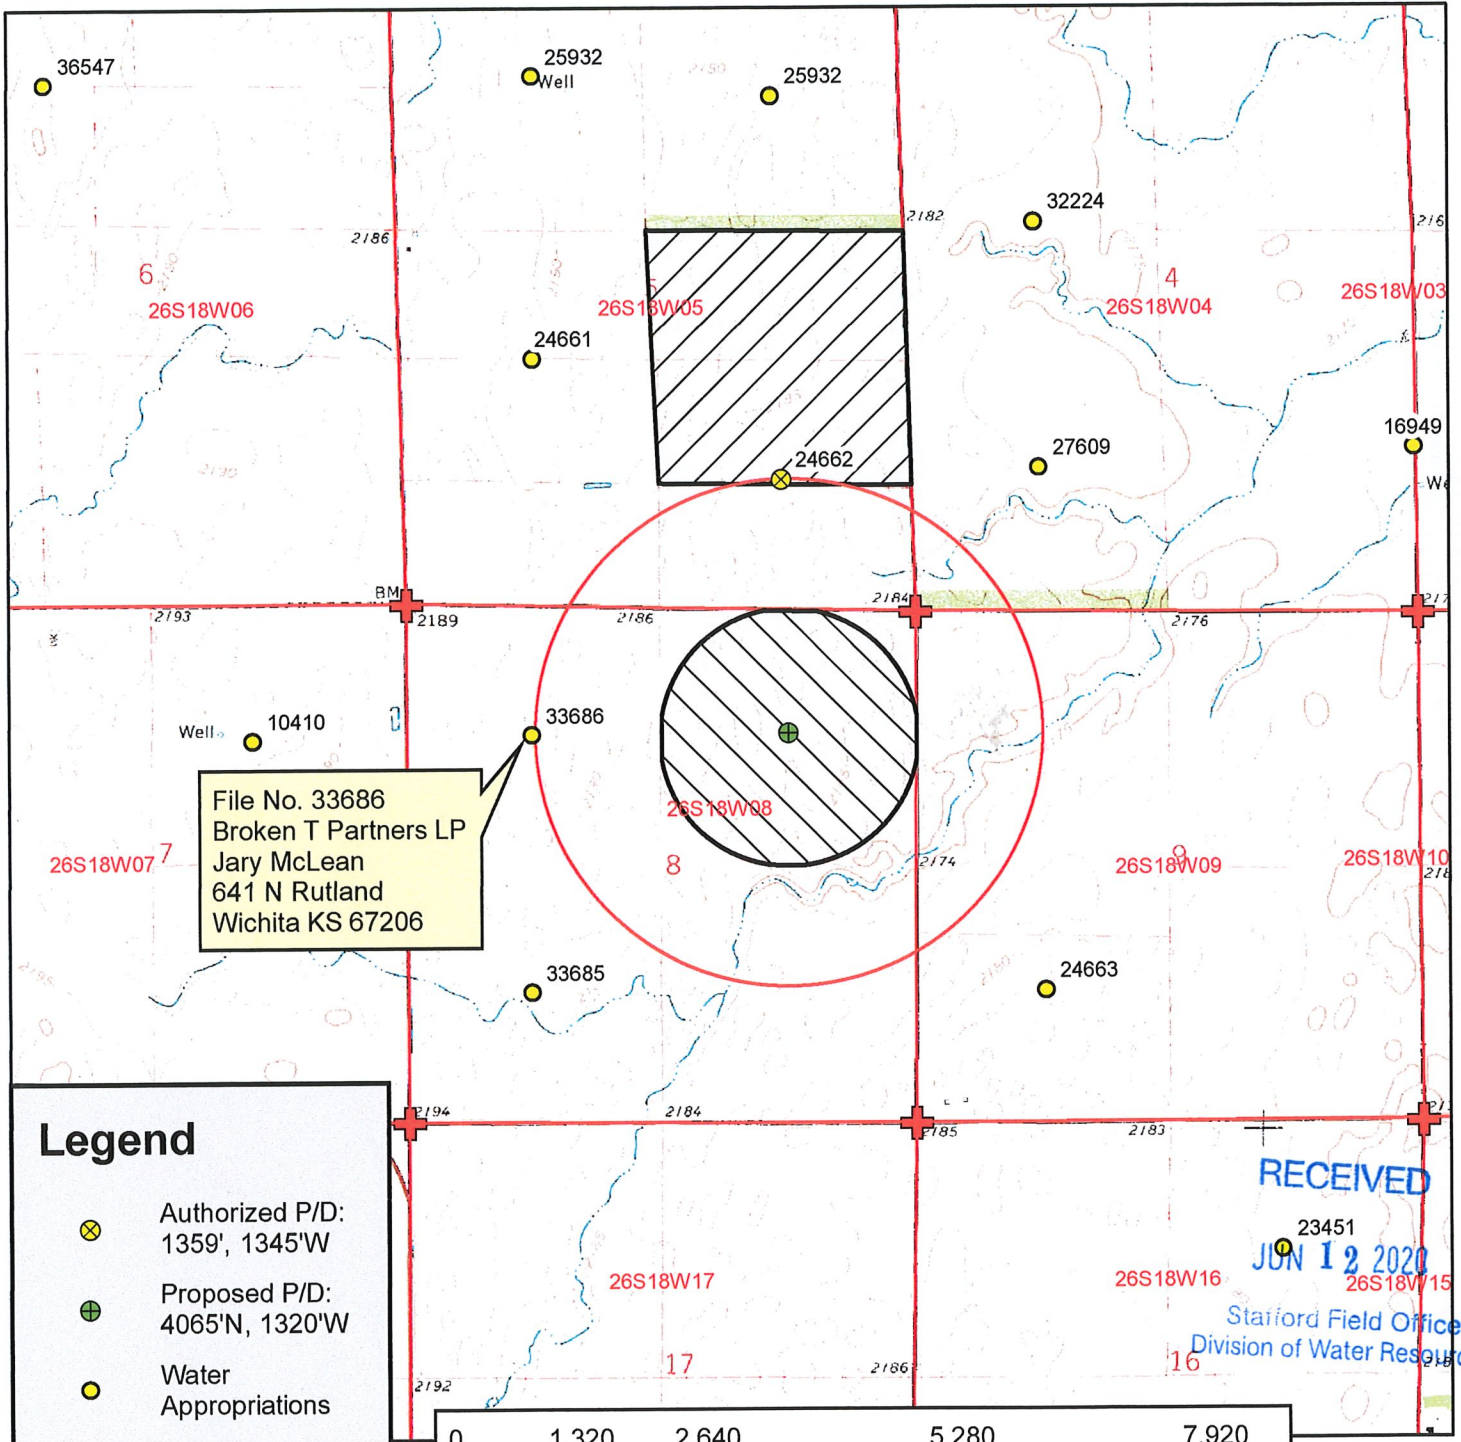 36547
25932
Well
2180
25932
32224
2182
2186
6
26S18W06
26S18W05
4
26S18W04
26S18W03
24661
2190
24662
27609
16949
BM
2193
2189
2186
2184
2176
Well
10410
33686
File No. 33686
Broken T Partners LP
Jary McLean
641 N Rutland
Wichita KS 67206
26S18W08
26S18W07
7
8
2174
9
26S18W09
26S18W10
33685
24663
2180
2194
2184
2185
2183
Legend
Authorized P/D:
1359', 1345'W
Proposed P/D:
4065'N, 1320'W
Water
Appropriations
RECEIVED
23451
JUN 12 2020
26S18W17
26S18W16
26S18W15
Stafford Field Office
Division of Water
17
16
2186
2192
0 1,320 2,640 5,280 7,920